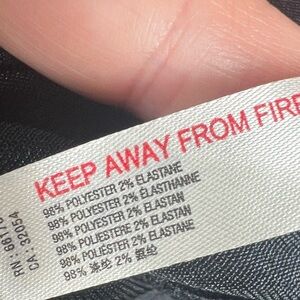 KEEP AWAY FROM FIRE
98% POLYESTER 2% ELASTANE
98% POLYESTER 2% ÉLASTHANNE
98% POLYESTER 2% ELASTAN
98% POLIESTERE 2% ELASTAN
98% POLIÉSTER 2% ELASTANO
98% 涤纶 2% 氨纶
CA: 32054